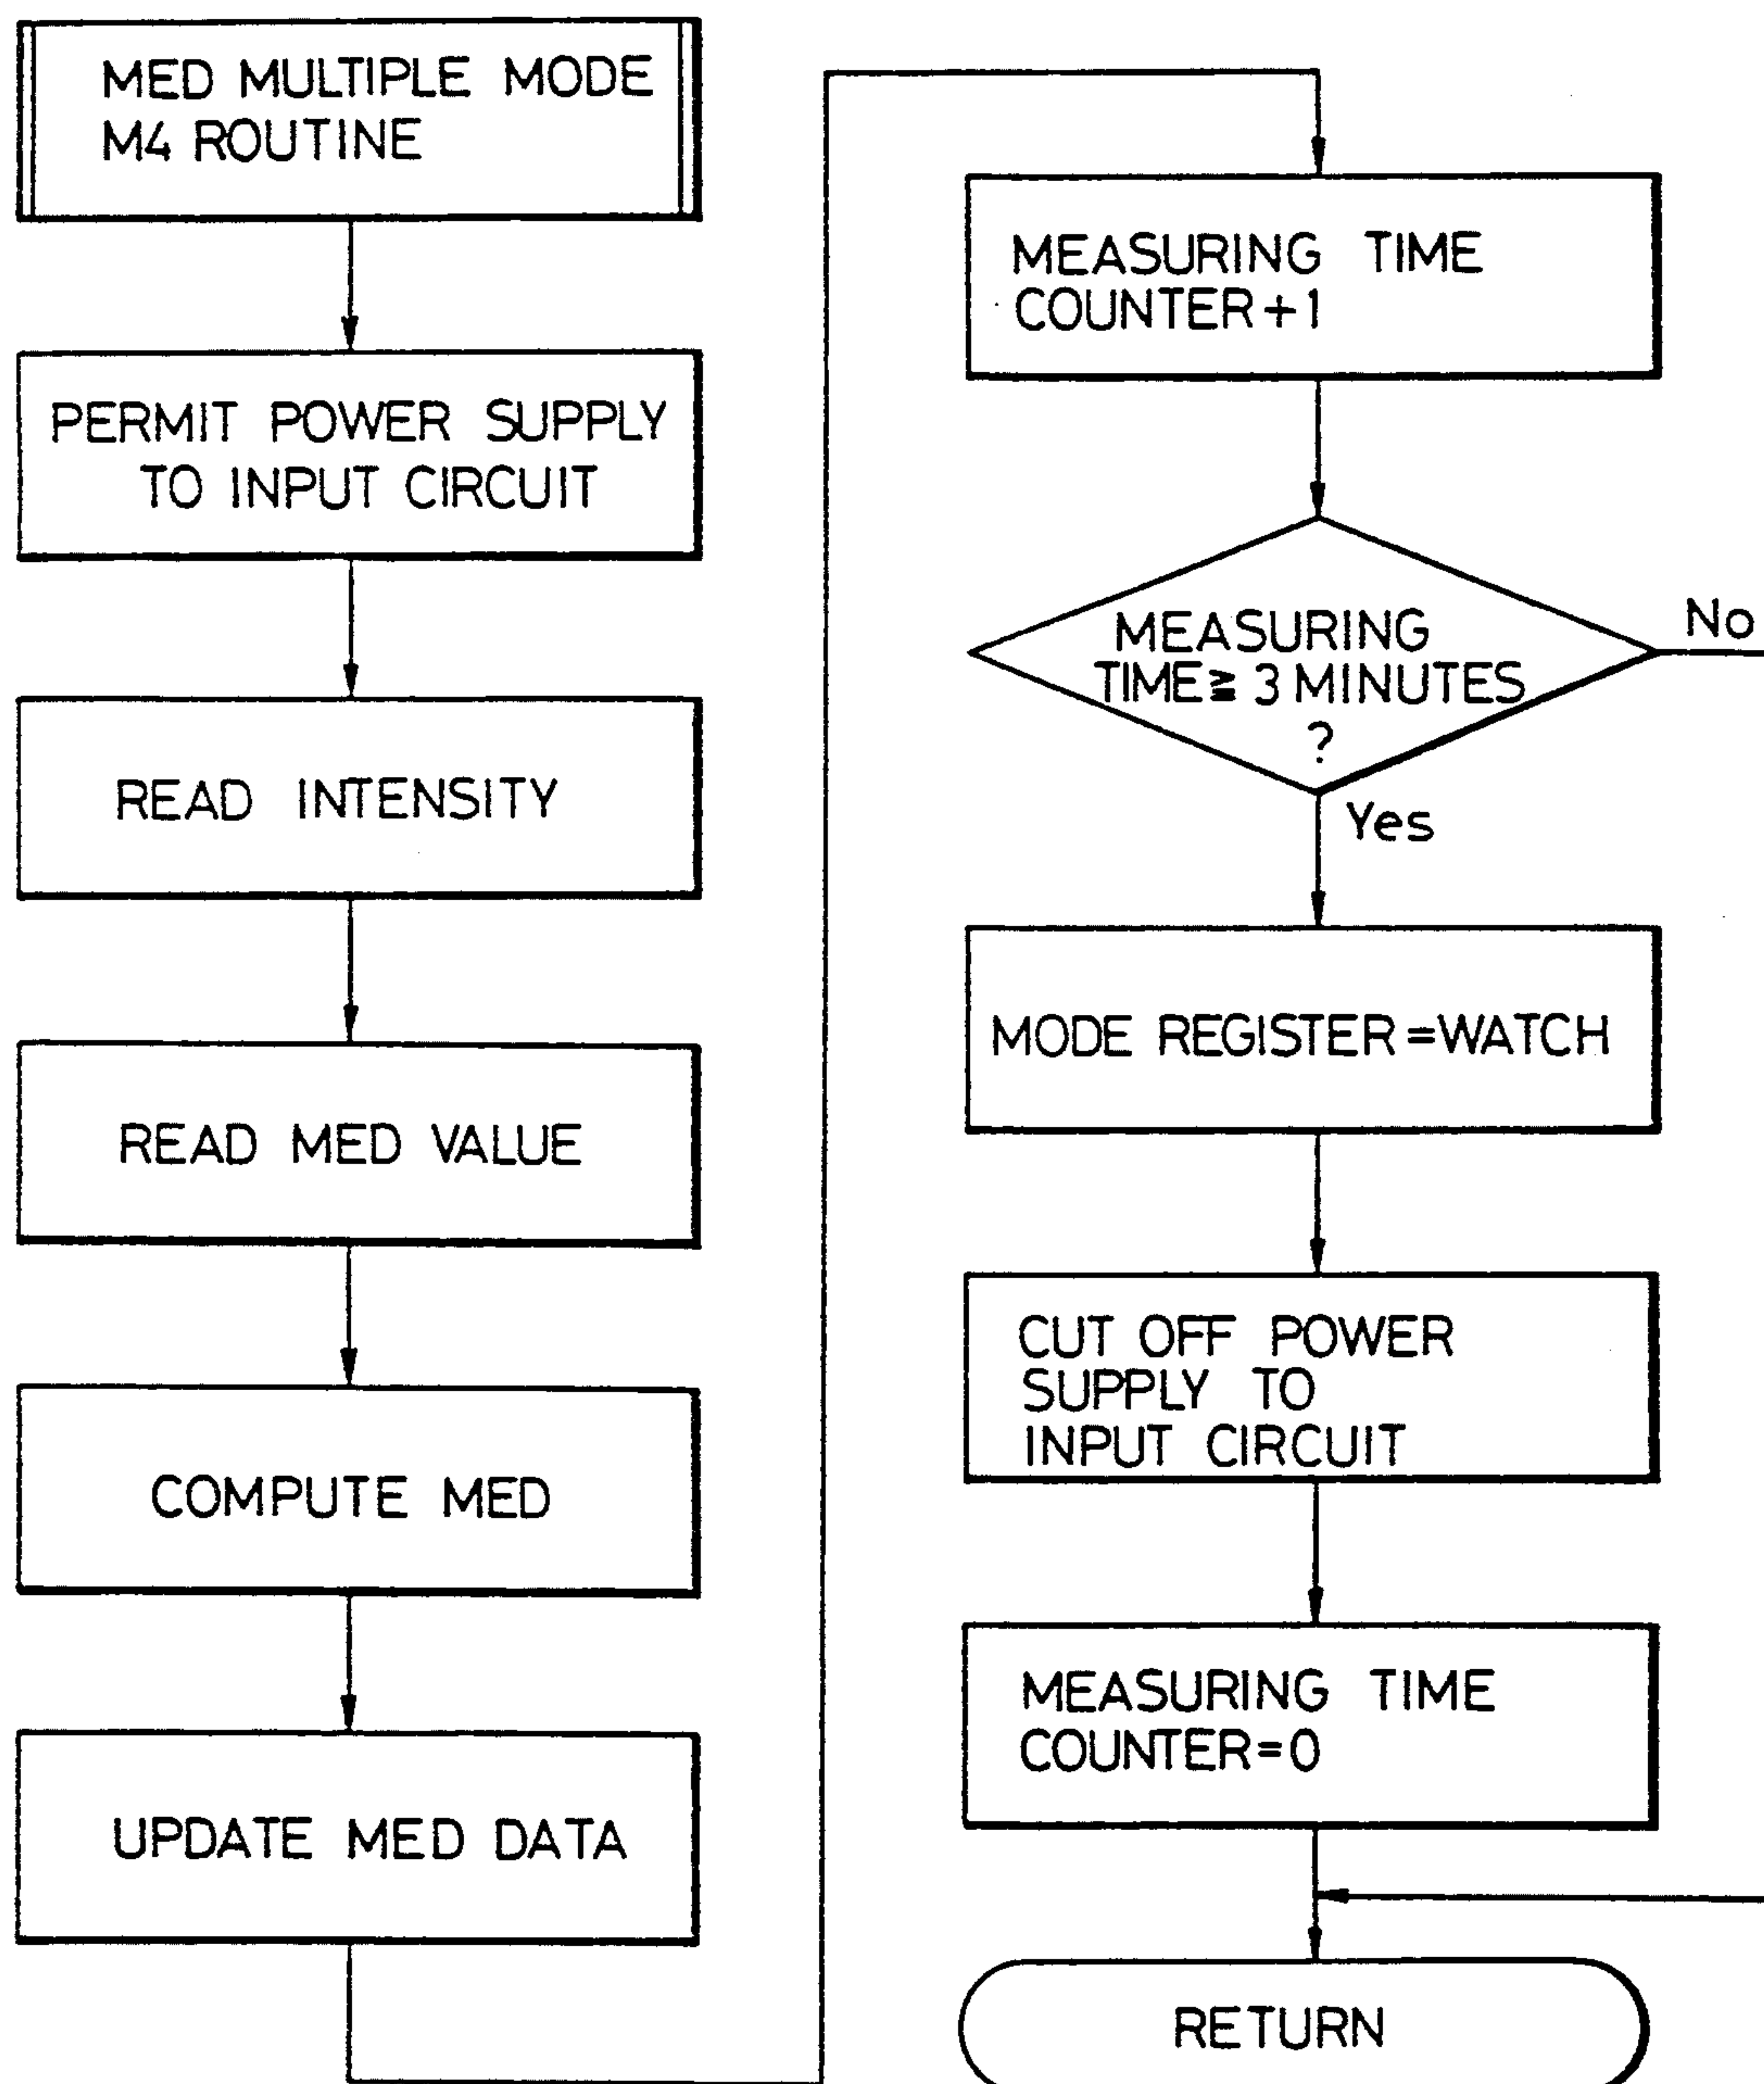 MED MULTIPLE MODE
M4 ROUTINE
PERMIT POWER SUPPLY
TO INPUT CIRCUIT
READ INTENSITY
READ MED VALUE
COMPUTE MED
UPDATE MED DATA
MEASURING TIME
COUNTER+1
MEASURING
TIME≧3 MINUTES
?
No
Yes
MODE REGISTER=WATCH
CUT OFF POWER
SUPPLY TO
INPUT CIRCUIT
MEASURING TIME
COUNTER=0
RETURN